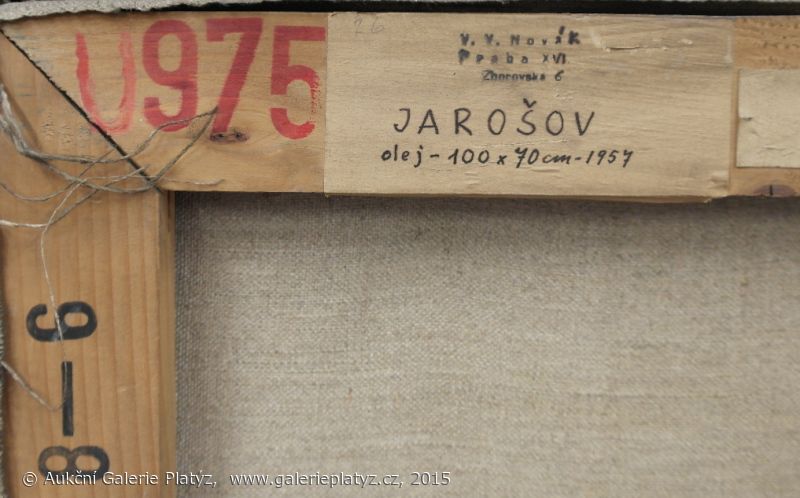 U975
26
V. V. Novák
Praha XVI
Zborovská 6
JAROŠOV
olej - 100 x 70 cm - 1957
8-9
© Aukční Galerie Platýz, www.galerieplatyz.cz, 2015